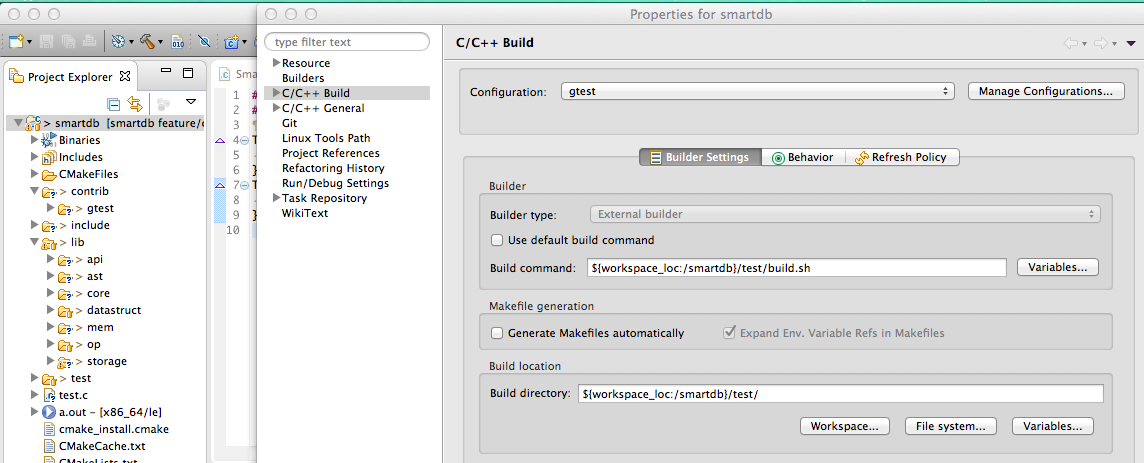 Properties for smartdb
type filter text
C/C++ Build
Resource
Builders
C/C++ Build
C/C++ General
Git
Linux Tools Path
Project References
Refactoring History
Run/Debug Settings
Task Repository
WikiText
Project Explorer
> smartdb [smartdb feature/
Binaries
Includes
CMakeFiles
> contrib
> gtest
> include
> lib
> api
> ast
> core
> datastruct
> mem
> op
> storage
> test
test.c
a.out - [x86_64/le]
cmake_install.cmake
CMakeCache.txt
CMakeLists.txt
010
.c Sma
1 #
2 #
3
4 T
5
6 }
7 T
8
9 }
10
Configuration: gtest Manage Configurations...
Builder Settings Behavior Refresh Policy
Builder
Builder type: External builder
Use default build command
Build command: ${workspace_loc:/smartdb}/test/build.sh Variables...
Makefile generation
Generate Makefiles automatically Expand Env. Variable Refs in Makefiles
Build location
Build directory: ${workspace_loc:/smartdb}/test/
Workspace... File system... Variables...